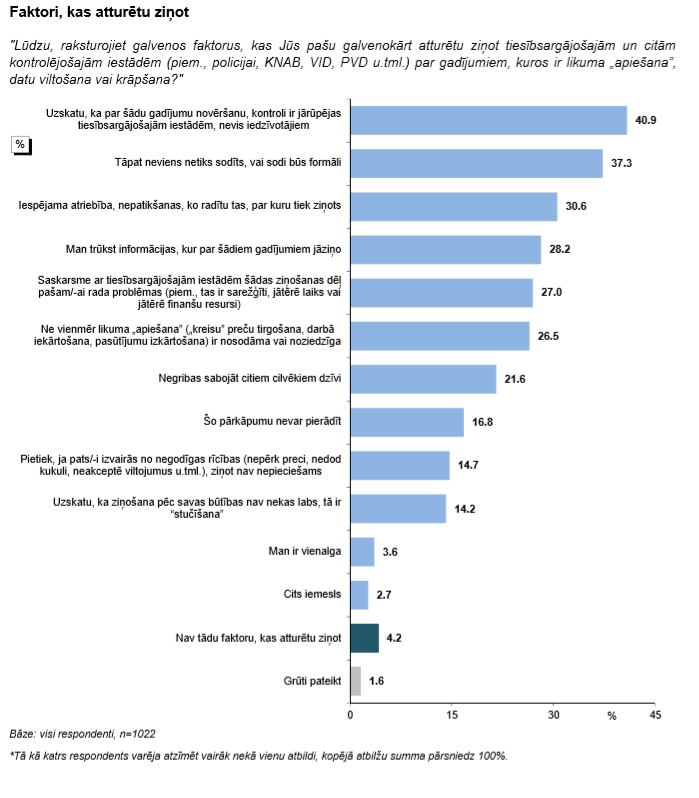 Faktori, kas atturētu ziņot
"Lūdzu, raksturojiet galvenos faktorus, kas Jūs pašu galvenokārt atturētu ziņot tiesībsargājošajām un citām
kontrolējošajām iestādēm (piem., policijai, KNAB, VID, PVD u.tml.) par gadījumiem, kuros ir likuma „apiešana”,
datu viltošana vai krāpšana?"
%
Uzskatu, ka par šādu gadījumu novēršanu, kontroli ir jārūpējas
tiesībsargājošajām iestādēm, nevis iedzīvotājiem
40.9
Tāpat neviens netiks sodīts, vai sodi būs formāli
37.3
Iespējama atriebība, nepatikšanas, ko radītu tas, par kuru tiek ziņots
30.6
Man trūkst informācijas, kur par šādiem gadījumiem jāziņo
28.2
Saskarsme ar tiesībsargājošajām iestādēm šādas ziņošanas dēļ
pašam/-ai rada problēmas (piem., tas ir sarežģīti, jātērē laiks vai
jātērē finanšu resursi)
27.0
Ne vienmēr likuma „apiešana” („kreisu” preču tirgošana, darbā
iekārtošana, pasūtījumu izkārtošana) ir nosodāma vai noziedzīga
26.5
Negribas sabojāt citiem cilvēkiem dzīvi
21.6
Šo pārkāpumu nevar pierādīt
16.8
Pietiek, ja pats/-i izvairās no negodīgas rīcības (nepērk preci, nedod
kukuli, neakceptē viltojumus u.tml.), ziņot nav nepieciešams
14.7
Uzskatu, ka ziņošana pēc savas būtības nav nekas labs, tā ir
“stučīšana”
14.2
Man ir vienalga
3.6
Cits iemesls
2.7
Nav tādu faktoru, kas atturētu ziņot
4.2
Grūti pateikt
1.6
0 15 30 % 45
Bāze: visi respondenti, n=1022
*Tā kā katrs respondents varēja atzīmēt vairāk nekā vienu atbildi, kopējā atbilžu summa pārsniedz 100%.